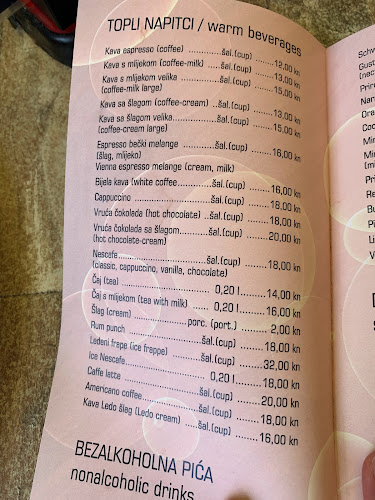 TOPLI NAPITCI / warm beverages
Kava espresso (coffee) ..........šal.(cup) ........12,00 kn
Kava s mlijekom (coffee-milk) ....šal.(cup) ........13,00 kn
Kava s mlijekom velika ..........šal.(cup) ........15,00 kn
(coffee-milk large)
Kava sa šlagom (coffee-cream) ..šal.(cup) ........13,00 kn
Kava sa šlagom velika..........šal.(cup) ........15,00 kn
(coffee-cream large)
Espresso bečki melange ........šal.(cup) ........16,00 kn
(šlag, mlijeko)
Vienna espresso melange (cream, milk)
Bijela kava (white coffee........šal.(cup) ........16,00 kn
Cappuccino ....................šal.(cup) ........18,00 kn
Vruća čokolada (hot chocolate) ..šal.(cup) ........18,00 kn
Vruća čokolada sa šlagom........šal.(cup) ........20,00 kn
(hot chocolate-cream)
Nescafe........................šal.(cup) ........18,00 kn
(classic, cappuccino, vanilla, chocolate)
Čaj (tea) ......................0,20 l ..........14,00 kn
Čaj s mlijekom (tea with milk) ....0,20 l ..........16,00 kn
Šlag (cream) ................porc. (port.) ........2,00 kn
Rum punch ....................šal.(cup) ........18,00 kn
Ledeni frape (ice frappe) ........šal.(cup) ........32,00 kn
Ice Nescafe ....................0,20 l ..........18,00 kn
Caffe latte ....................šal.(cup) ........20,00 kn
Americano coffee................šal.(cup) ........18,00 kn
Kava Ledo šlag (Ledo cream) ....šal.(cup) ........16,00 kn
BEZALKOHOLNA PIĆA
nonalcoholic drinks